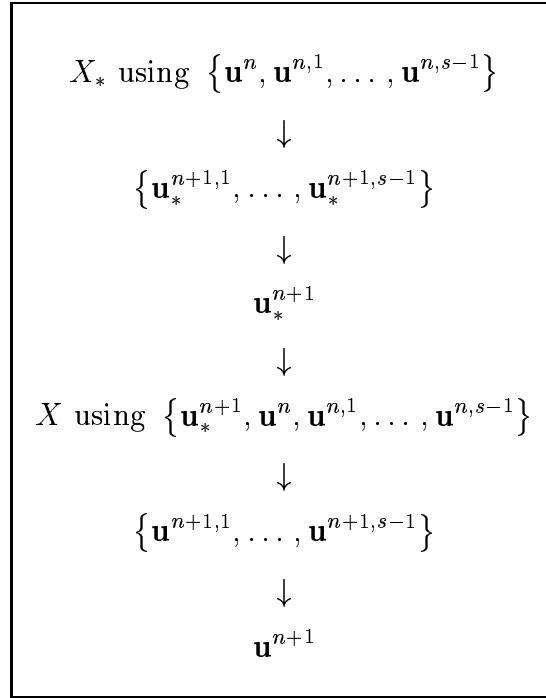 X_* using {u^n, u^{n,1}, . . . , u^{n,s−1}}
↓
{u_*^{n+1,1}, . . . , u_*^{n+1,s−1}}
↓
u_*^{n+1}
↓
X using {u_*^{n+1}, u^n, u^{n,1}, . . . , u^{n,s−1}}
↓
{u^{n+1,1}, . . . , u^{n+1,s−1}}
↓
u^{n+1}